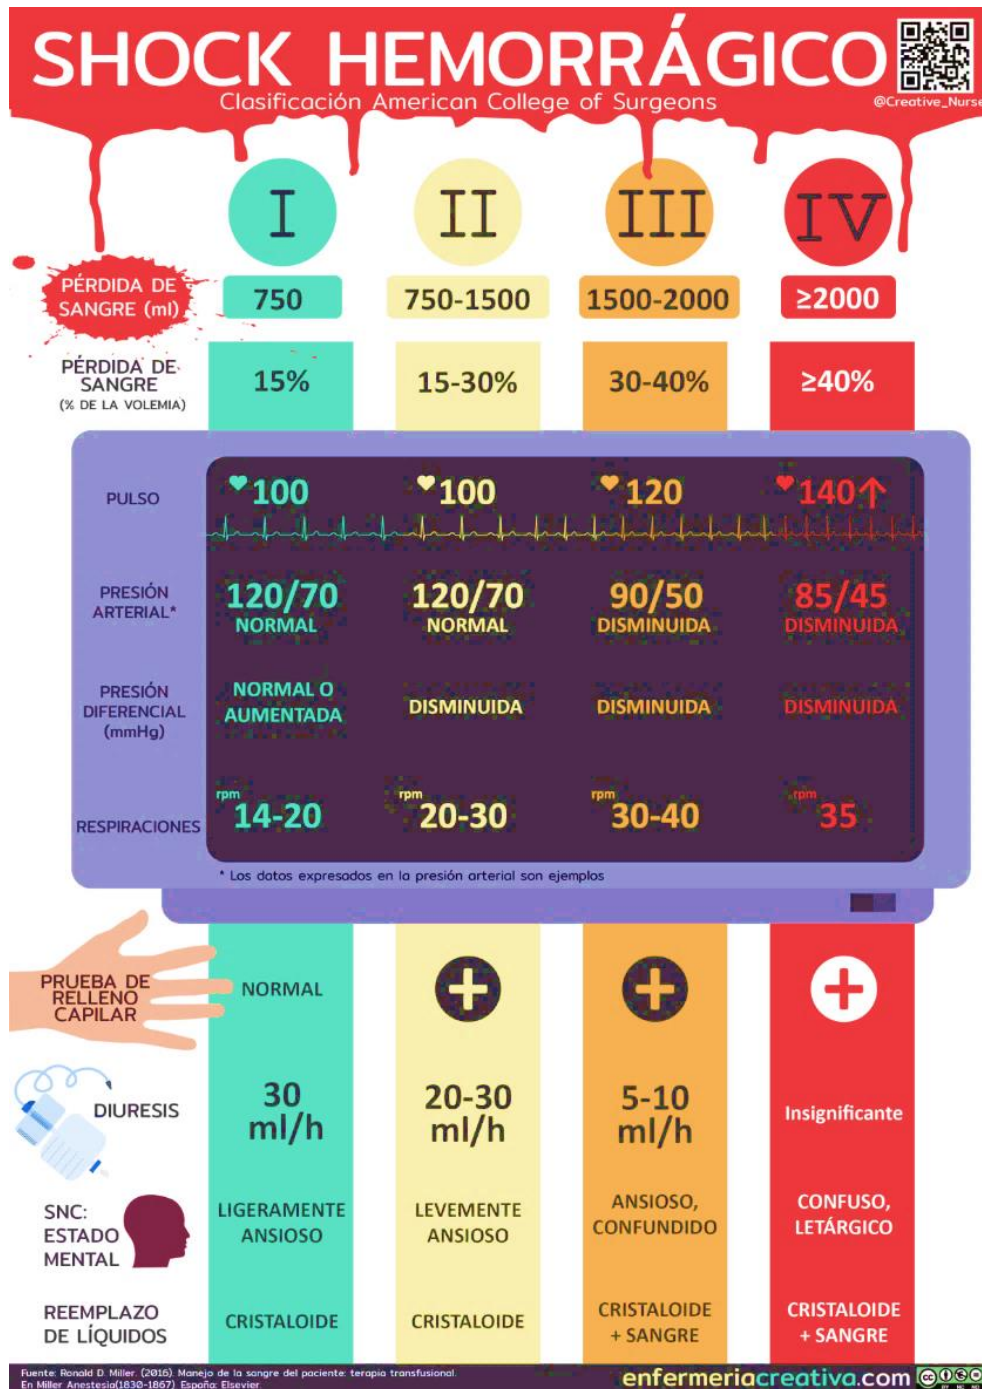 SHOCK HEMORRÁGICO
Clasificación American College of Surgeons
@Creative_Nurse
I II III IV
PÉRDIDA DE
SANGRE (ml)
750 750-1500 1500-2000 ≥2000
PÉRDIDA DE
SANGRE
(% DE LA VOLEMIA)
15% 15-30% 30-40% ≥40%
PULSO
100 100 120 140↑
PRESIÓN
ARTERIAL*
120/70 120/70 90/50 85/45
NORMAL NORMAL DISMINUIDA DISMINUIDA
PRESIÓN
DIFERENCIAL
(mmHg)
NORMAL O
AUMENTADA
DISMINUIDA DISMINUIDA DISMINUIDA
RESPIRACIONES
rpm rpm rpm rpm
14-20 20-30 30-40 35
* Los datos expresados en la presión arterial son ejemplos
PRUEBA DE
RELLENO
CAPILAR
NORMAL + + +
DIURESIS
30
ml/h
20-30
ml/h
5-10
ml/h
Insignificante
SNC:
ESTADO
MENTAL
LIGERAMENTE
ANSIOSO
LEVEMENTE
ANSIOSO
ANSIOSO,
CONFUNDIDO
CONFUSO,
LETÁRGICO
REEMPLAZO
DE LÍQUIDOS
CRISTALOIDE
CRISTALOIDE
CRISTALOIDE
+ SANGRE
CRISTALOIDE
+ SANGRE
Fuente: Ronald D. Miller. (2016). Manejo de la sangre del paciente: terapia transfusional.
En Miller Anestesia(1830-1867). España: Elsevier.
enfermeriacreativa.com
cc
BY NC ND